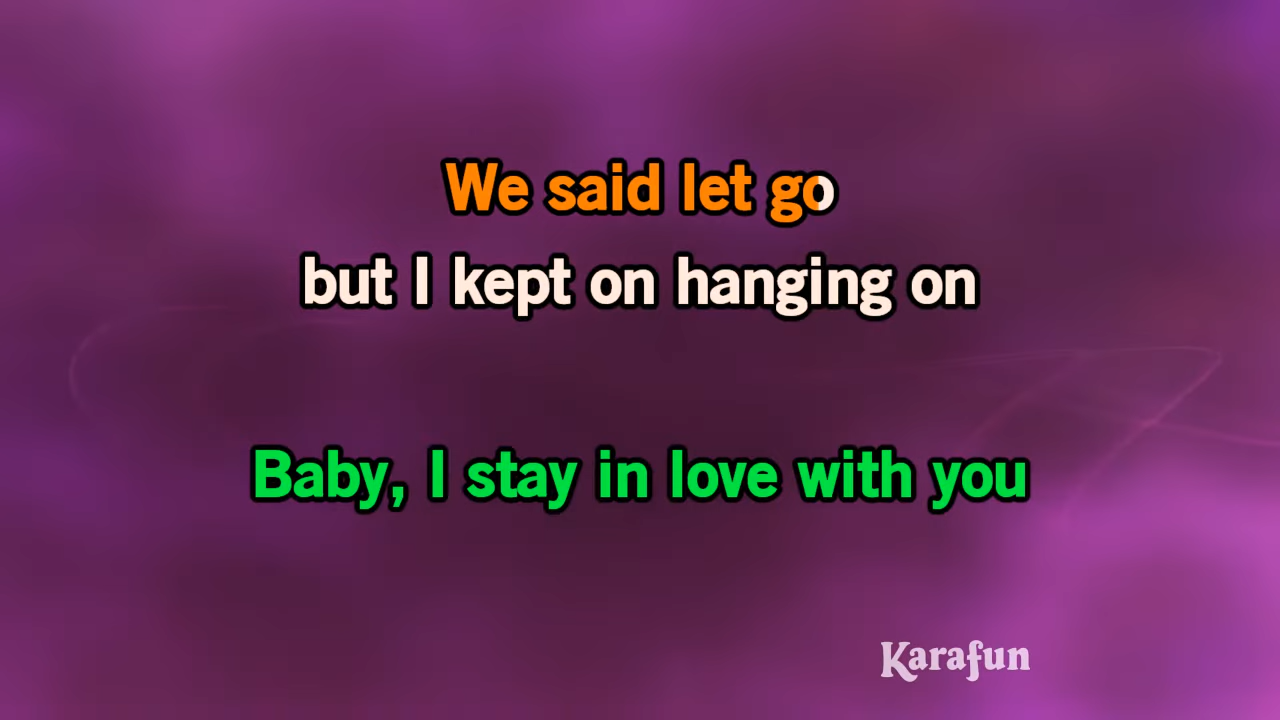 We said let go
but I kept on hanging on
Baby, I stay in love with you
Karafun